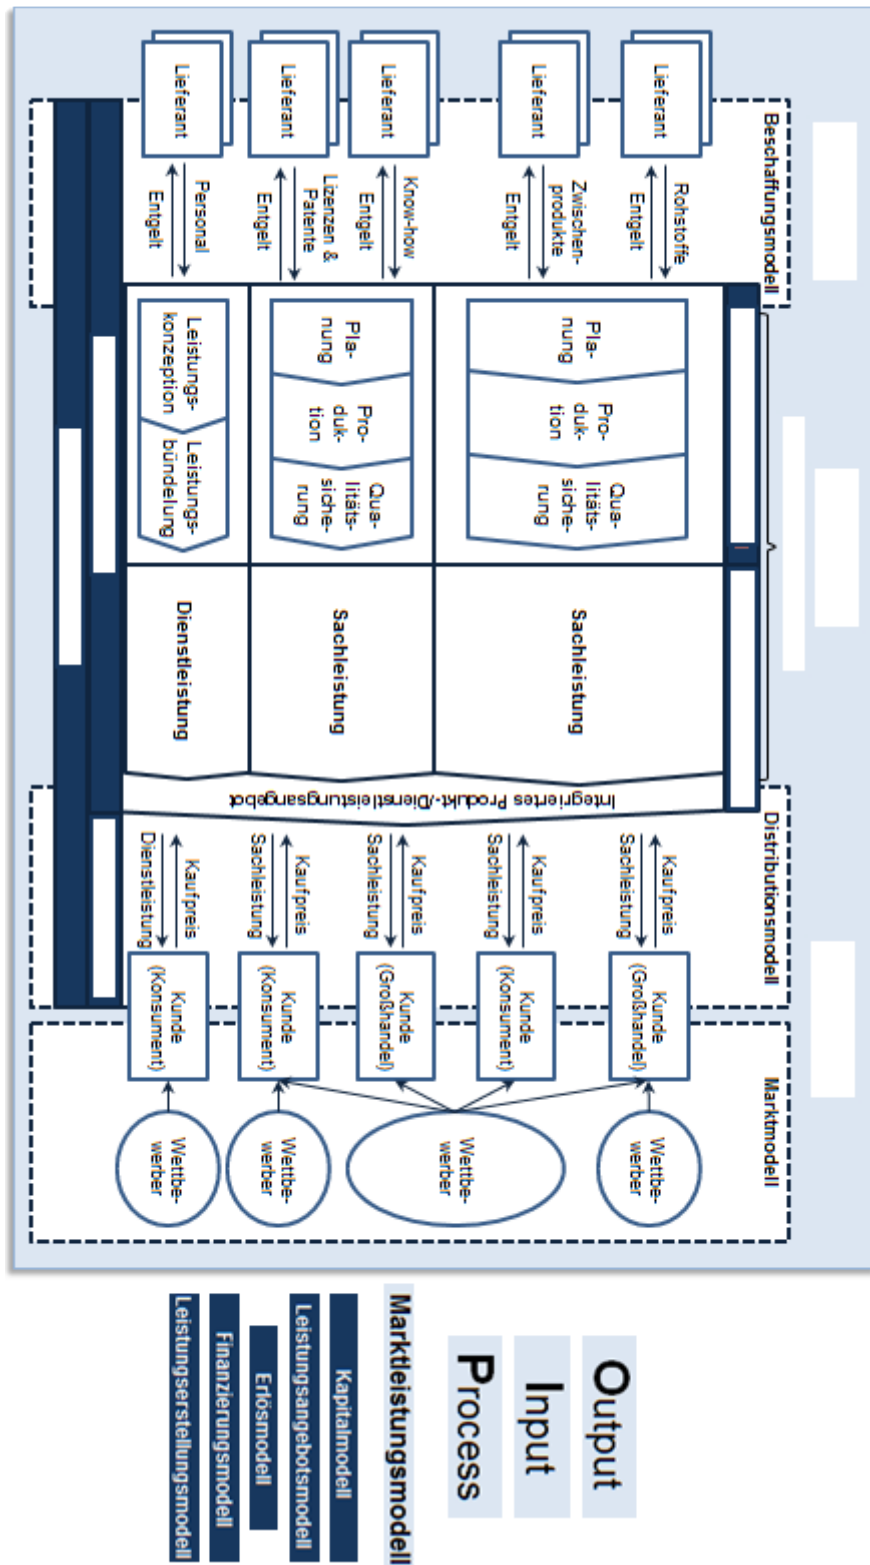 Beschaffungsmodell
Lieferant
Rohstoffe
Entgelt
Lieferant
Zwischen-
produkte
Entgelt
Lieferant
Know-how
Entgelt
Lieferant
Lizenzen &
Patente
Entgelt
Lieferant
Personal
Entgelt
Pla-
nung
Pro-
duk-
tion
Qua-
litäts-
siche-
rung
Sachleistung
Pla-
nung
Pro-
duk-
tion
Qua-
litäts-
siche-
rung
Sachleistung
Leistungs-
konzeption
Leistungs-
bündelung
Dienstleistung
Integriertes Produkt-/Dienstleistungsangebot
Distributionsmodell
Kaufpreis
Sachleistung
Kaufpreis
Sachleistung
Kaufpreis
Sachleistung
Kaufpreis
Sachleistung
Kaufpreis
Dienstleistung
Kunde
(Großhandel)
Kunde
(Konsument)
Kunde
(Großhandel)
Kunde
(Konsument)
Kunde
(Konsument)
Marktmodell
Wettbe-
werber
Wettbe-
werber
Wettbe-
werber
Wettbe-
werber
Output
Input
Process
Marktleistungsmodell
Kapitalmodell
Leistungsangebotsmodell
Erlösmodell
Finanzierungsmodell
Leistungserstellungsmodell